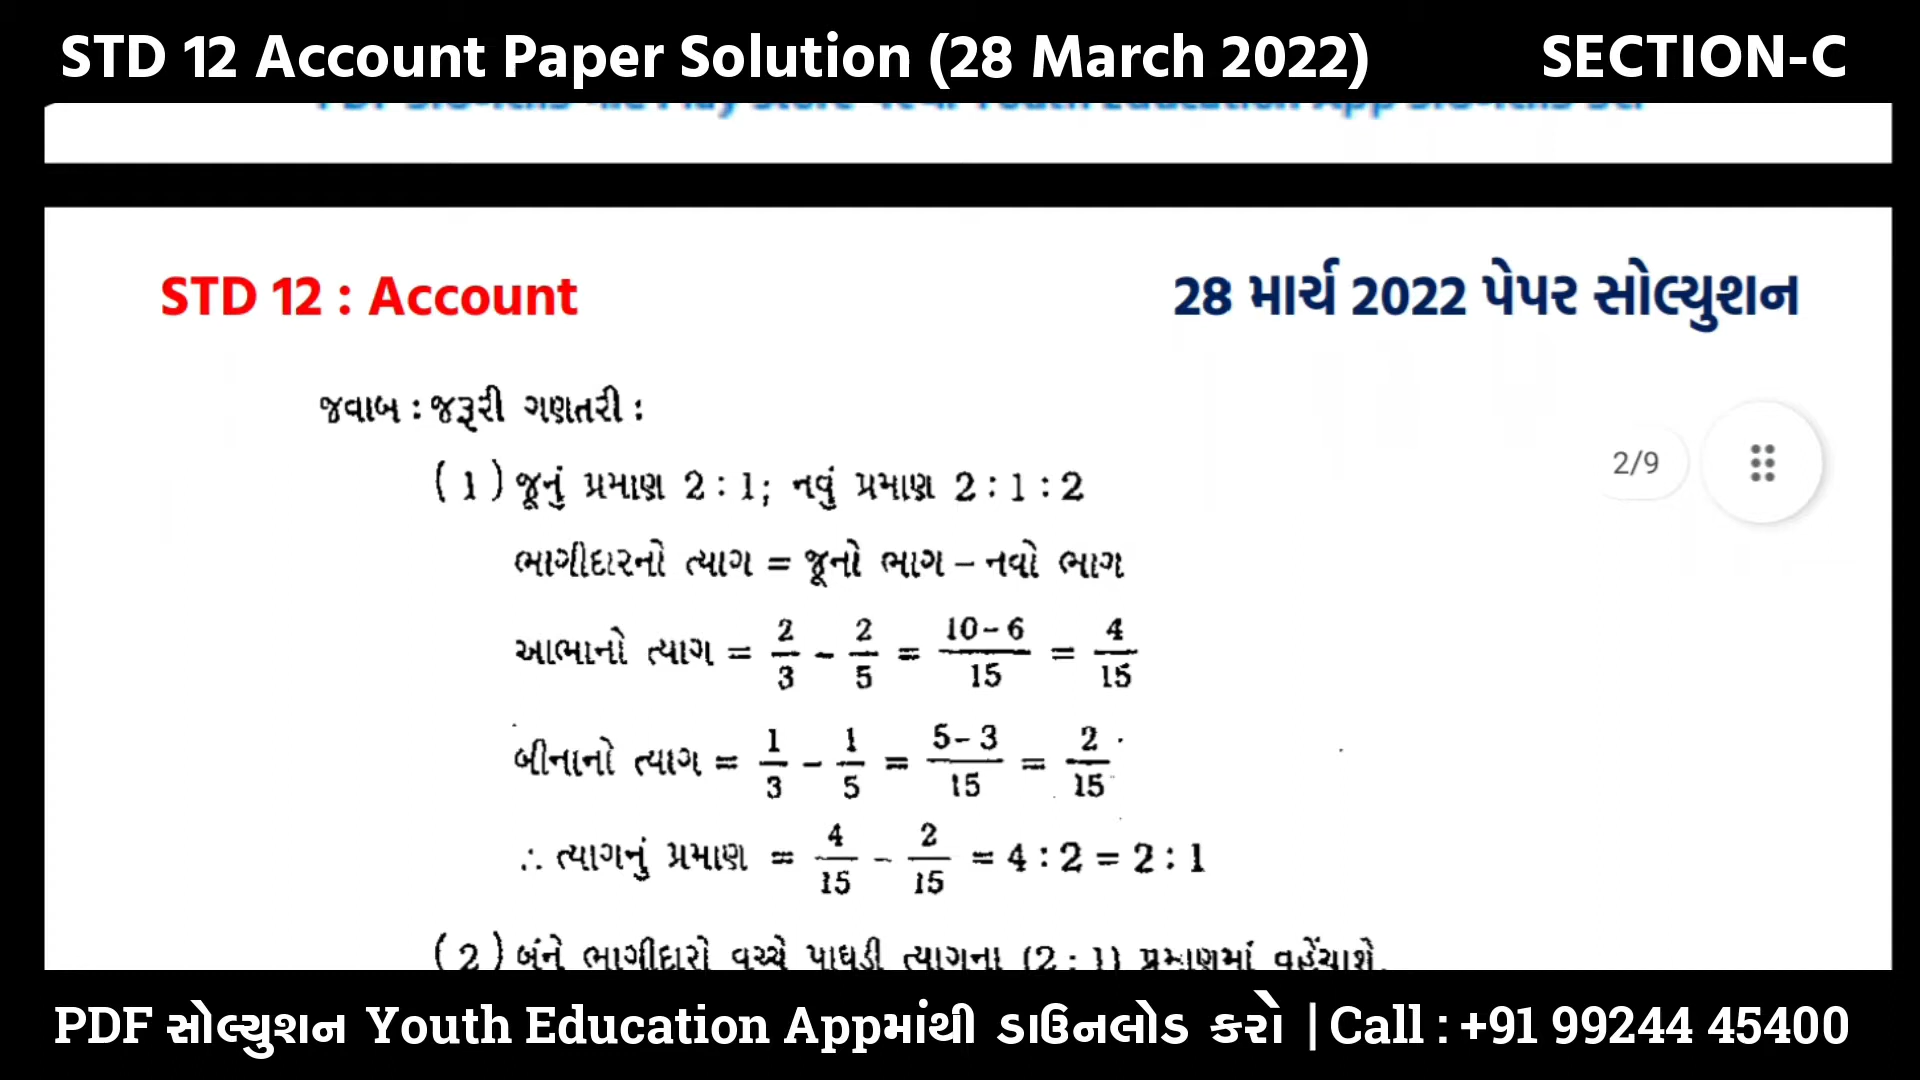 STD 12 Account Paper Solution (28 March 2022) SECTION-C
STD 12 : Account 28 માર્ચ 2022 પેપર સોલ્યુશન
જવાબ : જરૂરી ગણતરી :
2/9
( 1 ) જૂનું પ્રમાણ 2 : 1; નવું પ્રમાણ 2 : 1 : 2
ભાગીદારનો ત્યાગ = જૂનો ભાગ – નવો ભાગ
આભાનો ત્યાગ = 2/3 – 2/5 = 10–6/15 = 4/15
બીનાનો ત્યાગ = 1/3 – 1/5 = 5–3/15 = 2/15
∴ ત્યાગનું પ્રમાણ = 4/15 – 2/15 = 4 : 2 = 2 : 1
( 2 ) બંને ભાગીદારો વચ્ચે પાઘડી ત્યાગના (2 : 1) પ્રમાણમાં વહેંચાશે.
PDF સોલ્યુશન Youth Education Appમાંથી ડાઉનલોડ કરો | Call : +91 99244 45400